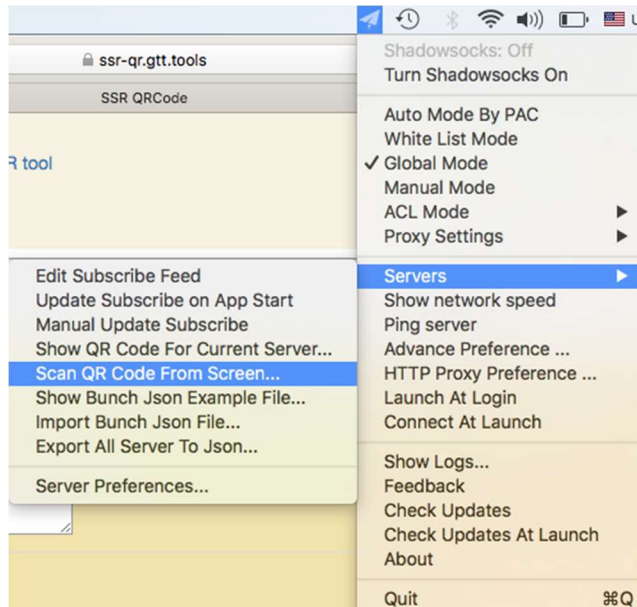 U
ssr-qr.gtt.tools
SSR QRCode
R tool
Shadowsocks: Off
Turn Shadowsocks On
Auto Mode By PAC
White List Mode
✓ Global Mode
Manual Mode
ACL Mode
Proxy Settings
Servers
Show network speed
Ping server
Advance Preference ...
HTTP Proxy Preference ...
Launch At Login
Connect At Launch
Show Logs...
Feedback
Check Updates
Check Updates At Launch
About
Quit ⌘Q
Edit Subscribe Feed
Update Subscribe on App Start
Manual Update Subscribe
Show QR Code For Current Server...
Scan QR Code From Screen...
Show Bunch Json Example File...
Import Bunch Json File...
Export All Server To Json...
Server Preferences...